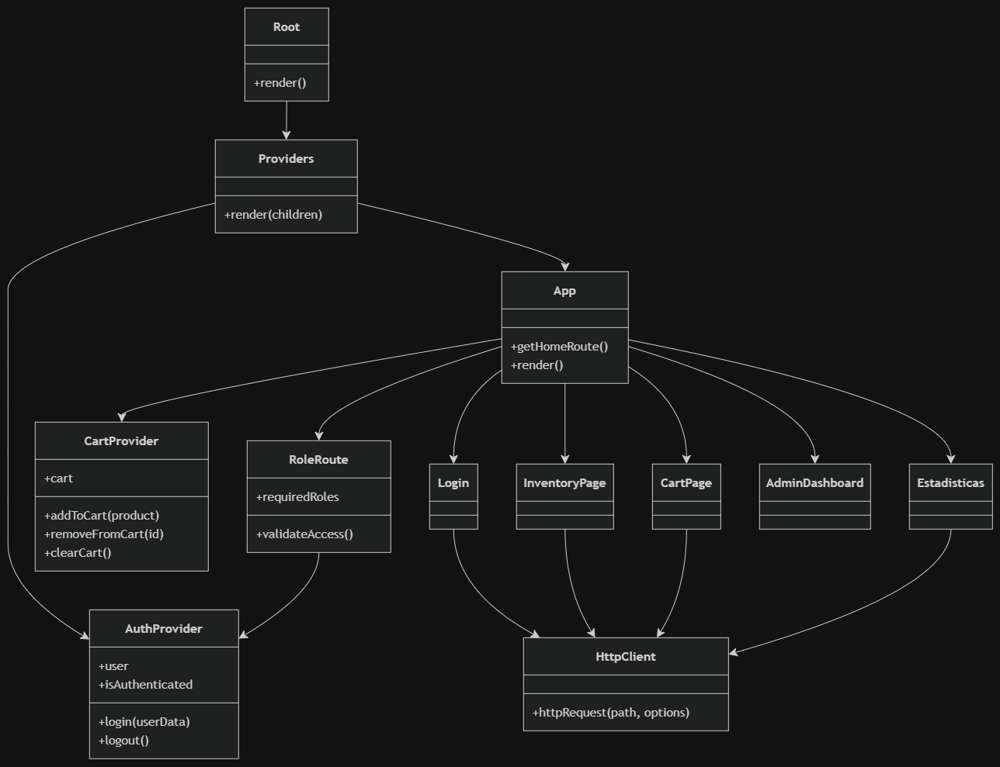 Root
+render()
Providers
+render(children)
App
+getHomeRoute()
+render()
CartProvider
+cart
+addToCart(product)
+removeFromCart(id)
+clearCart()
RoleRoute
+requiredRoles
+validateAccess()
Login
InventoryPage
CartPage
AdminDashboard
Estadisticas
AuthProvider
+user
+isAuthenticated
+login(userData)
+logout()
HttpClient
+httpRequest(path, options)